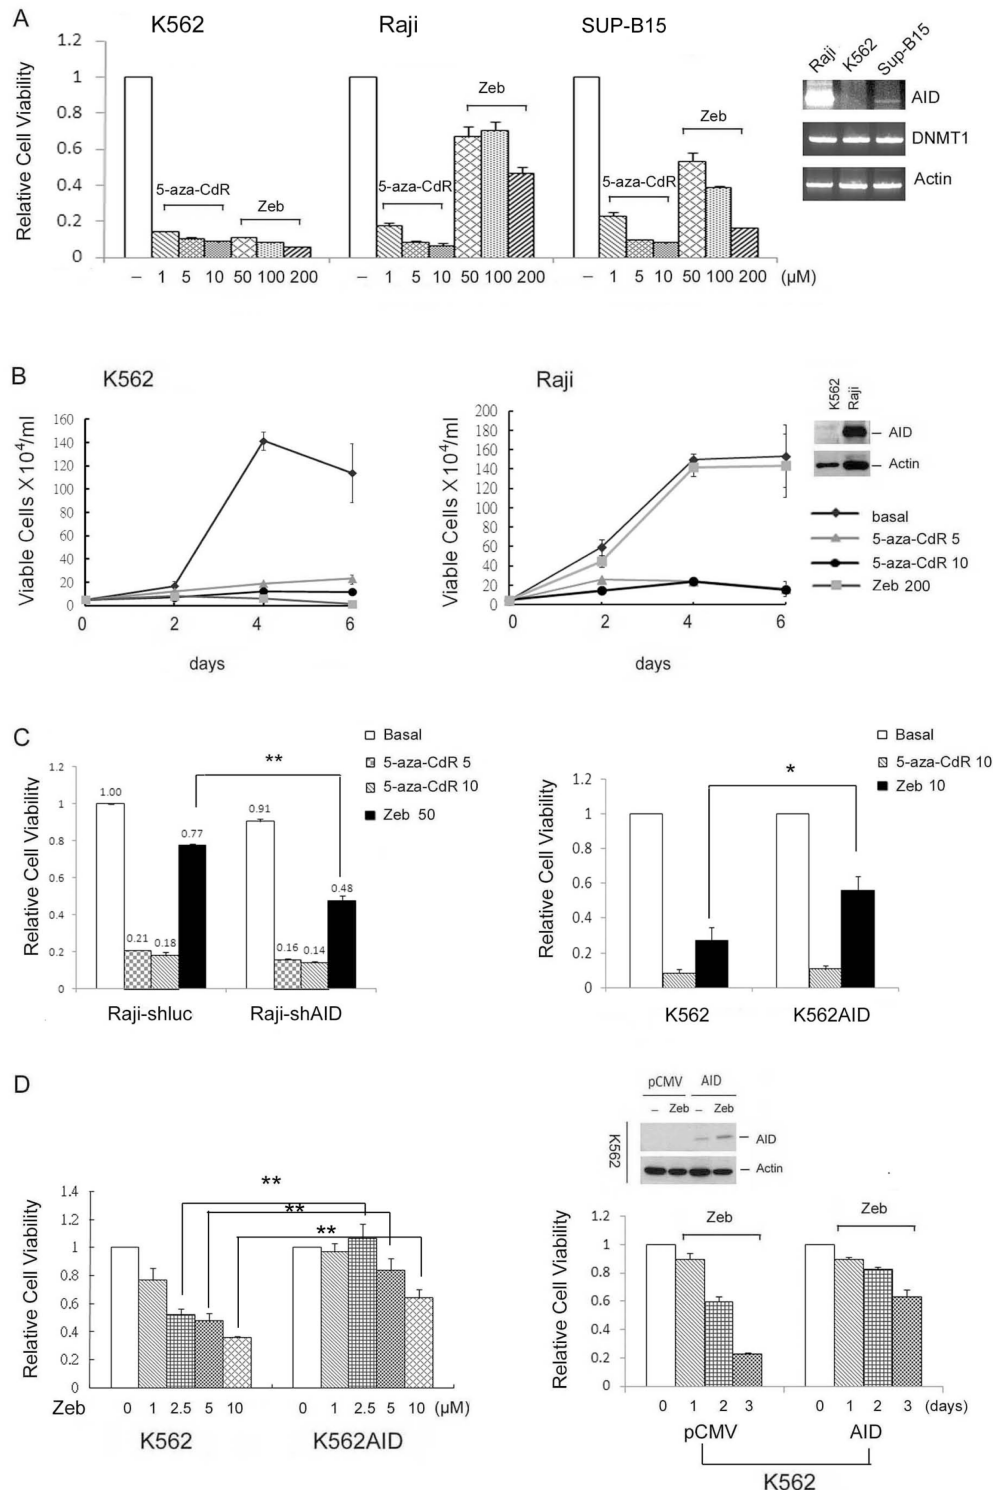 A
K562
Raji
SUP-B15
Relative Cell Viability
1.2
1
0.8
0.6
0.4
0.2
0
5-aza-CdR
Zeb
5-aza-CdR
Zeb
5-aza-CdR
Zeb
– 1 5 10 50 100 200
– 1 5 10 50 100 200
– 1 5 10 50 100 200 (µM)
Raji
K562
Sup-B15
AID
DNMT1
Actin
B
K562
Viable Cells X10⁴/ml
160
140
120
100
80
60
40
20
0
0 2 4 6
days
Raji
Viable Cells X10⁴/ml
200
180
160
140
120
100
80
60
40
20
0
0 2 4 6
days
K562
Raji
– AID
– Actin
basal
5-aza-CdR 5
5-aza-CdR 10
Zeb 200
C
Relative Cell Viability
1.2
1
0.8
0.6
0.4
0.2
0
Basal
5-aza-CdR 5
5-aza-CdR 10
Zeb 50
**
1.00
0.21
0.18
0.77
0.91
0.16
0.14
0.48
Raji-shluc
Raji-shAID
Relative Cell Viability
1.2
1
0.8
0.6
0.4
0.2
0
Basal
5-aza-CdR 10
Zeb 10
*
K562
K562AID
D
Relative Cell Viability
1.4
1.2
1
0.8
0.6
0.4
0.2
0
**
**
**
Zeb 0 1 2.5 5 10 0 1 2.5 5 10 (µM)
K562
K562AID
pCMV AID
– Zeb – Zeb
K562
– AID
– Actin
Relative Cell Viability
1.2
1
0.8
0.6
0.4
0.2
0
Zeb
Zeb
0 1 2 3 0 1 2 3 (days)
pCMV
AID
K562